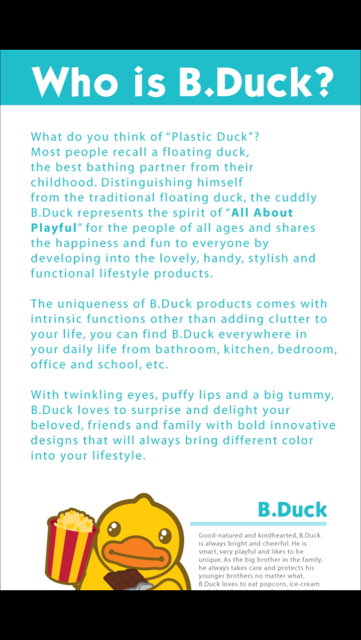 Who is B.Duck?
What do you think of "Plastic Duck"?
Most people recall a floating duck,
the best bathing partner from their
childhood. Distinguishing himself
from the traditional floating duck, the cuddly
B.Duck represents the spirit of "All About
Playful" for the people of all ages and shares
the happiness and fun to everyone by
developing into the lovely, handy, stylish and
functional lifestyle products.
The uniqueness of B.Duck products comes with
intrinsic functions other than adding clutter to
your life, you can find B.Duck everywhere in
your daily life from bathroom, kitchen, bedroom,
office and school, etc.
With twinkling eyes, puffy lips and a big tummy,
B.Duck loves to surprise and delight your
beloved, friends and family with bold innovative
designs that will always bring different color
into your lifestyle.
B.Duck
Good-natured and kindhearted, B.Duck
is always bright and cheerful. He is
smart, very playful and likes to be
unique. As the big brother in the family,
he always takes care and protects his
younger brothers no matter what.
B.Duck loves to eat popcorn, ice-cream